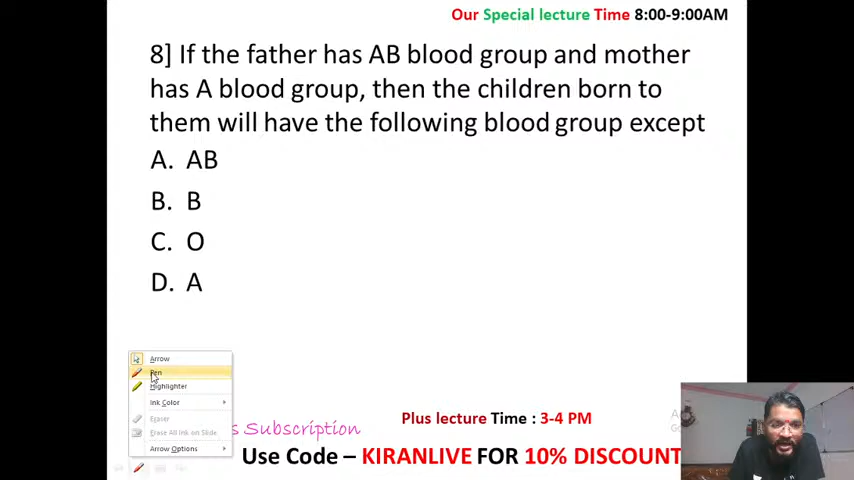 Our Special lecture Time 8:00-9:00AM
8] If the father has AB blood group and mother
has A blood group, then the children born to
them will have the following blood group except
A. AB
B. B
C. O
D. A
Arrow
Pen
Highlighter
Ink Color
Eraser
Erase All Ink on Slide
Arrow Options
s Subscription
Plus lecture Time : 3-4 PM
Use Code – KIRANLIVE FOR 10% DISCOUNT